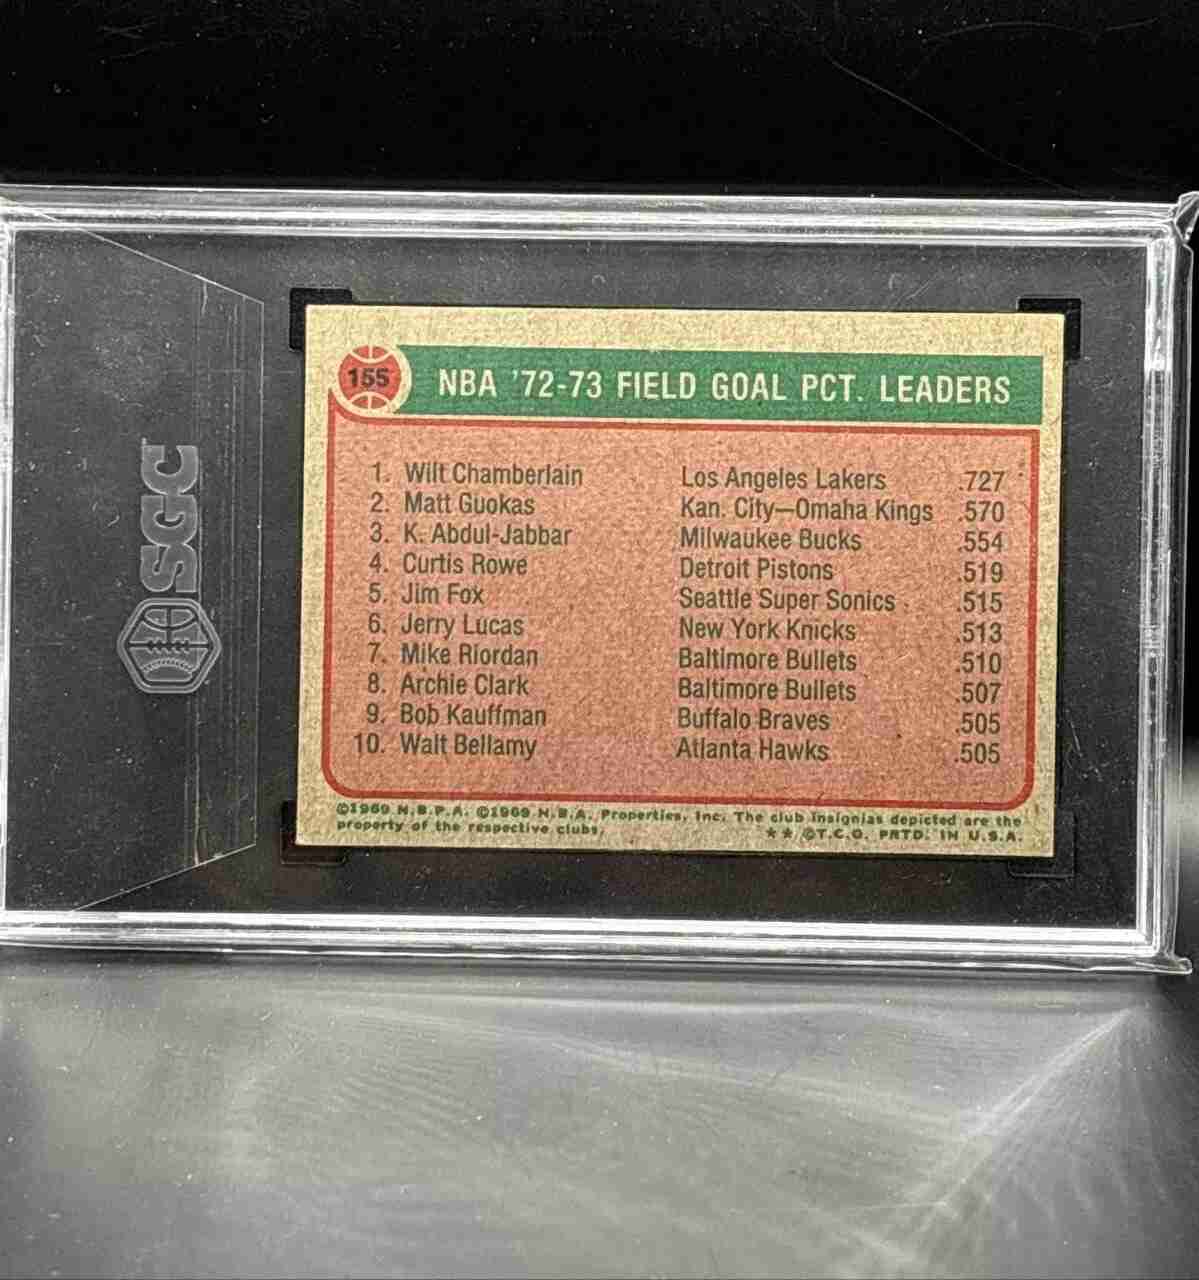 SGC
155
NBA '72-73 FIELD GOAL PCT. LEADERS
1. Wilt Chamberlain Los Angeles Lakers .727
2. Matt Guokas Kan. City—Omaha Kings .570
3. K. Abdul-Jabbar Milwaukee Bucks .554
4. Curtis Rowe Detroit Pistons .519
5. Jim Fox Seattle Super Sonics .515
6. Jerry Lucas New York Knicks .513
7. Mike Riordan Baltimore Bullets .510
8. Archie Clark Baltimore Bullets .507
9. Bob Kauffman Buffalo Braves .505
10. Walt Bellamy Atlanta Hawks .505
©1969 N.B.P.A. ©1969 N.B.A. Properties, Inc. The club insignias depicted are the
property of the respective clubs. ★★ ©T.C.G. PRTD. IN U.S.A.